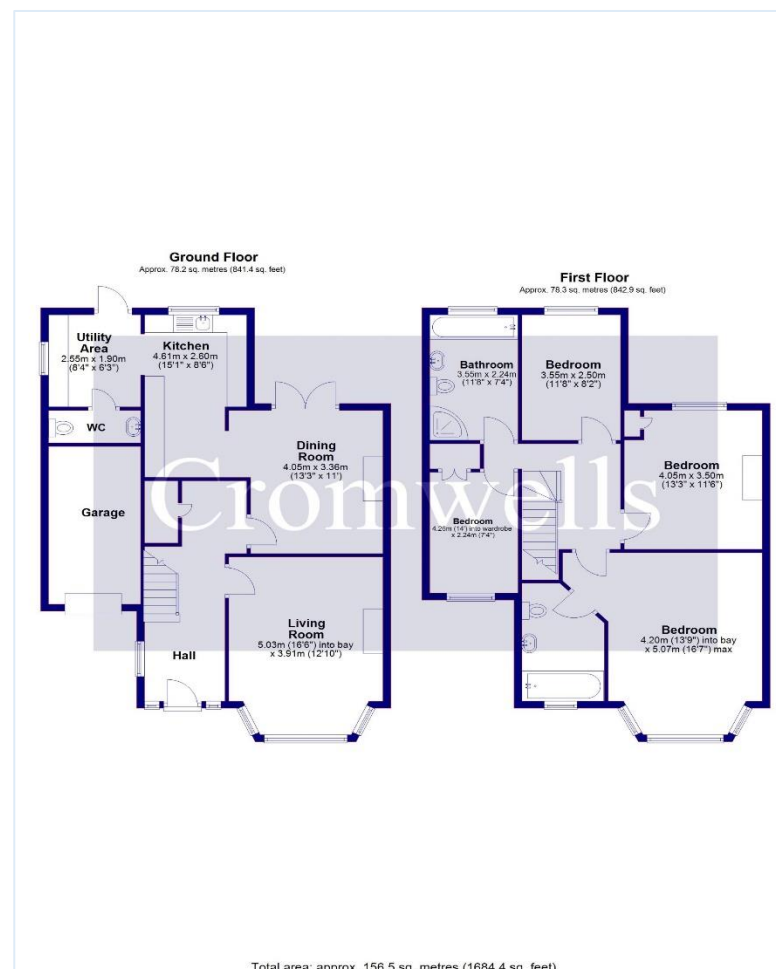 Ground Floor
Approx. 78.2 sq. metres (841.4 sq. feet)
Utility
Area
2.55m x 1.90m
(8'4" x 6'3")
Kitchen
4.61m x 2.60m
(15'1" x 8'6")
WC
Dining
Room
4.05m x 3.36m
(13'3" x 11')
Garage
Living
Room
5.03m (16'6") into bay
x 3.91m (12'10")
Hall
First Floor
Approx. 78.3 sq. metres (842.9 sq. feet)
Bathroom
3.55m x 2.24m
(11'8" x 7'4")
Bedroom
3.55m x 2.50m
(11'8" x 8'2")
Bedroom
4.05m x 3.50m
(13'3" x 11'6")
Bedroom
4.26m (14') into wardrobe
x 2.24m (7'4")
Bedroom
4.20m (13'9") into bay
x 5.07m (16'7") max
Cromwells
Total area: approx. 156.5 sq. metres (1684.4 sq. feet)